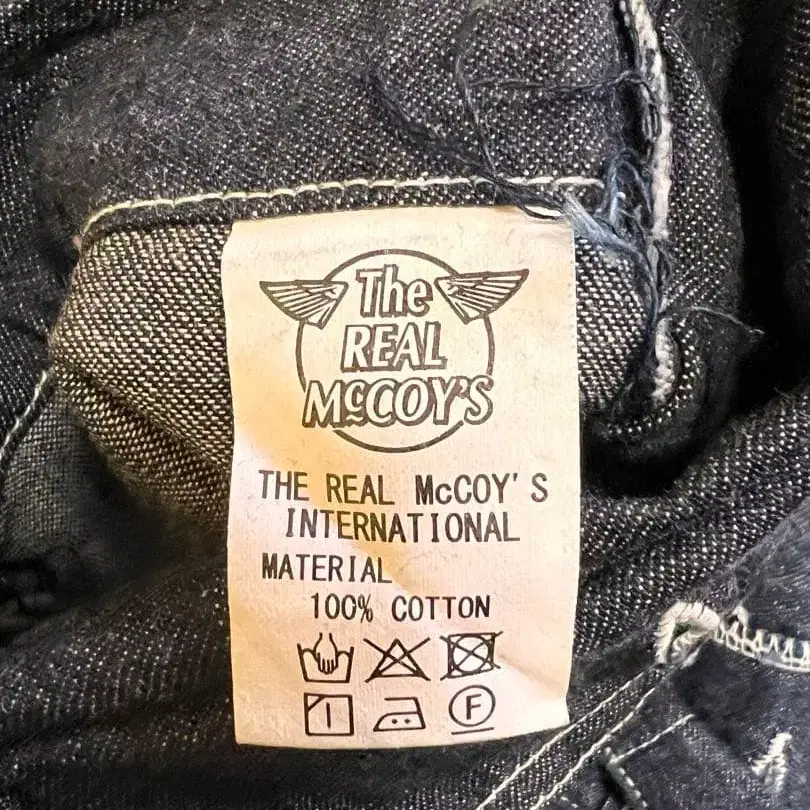 The
REAL
McCOY'S
THE REAL McCOY'S
INTERNATIONAL
MATERIAL
100% COTTON
F